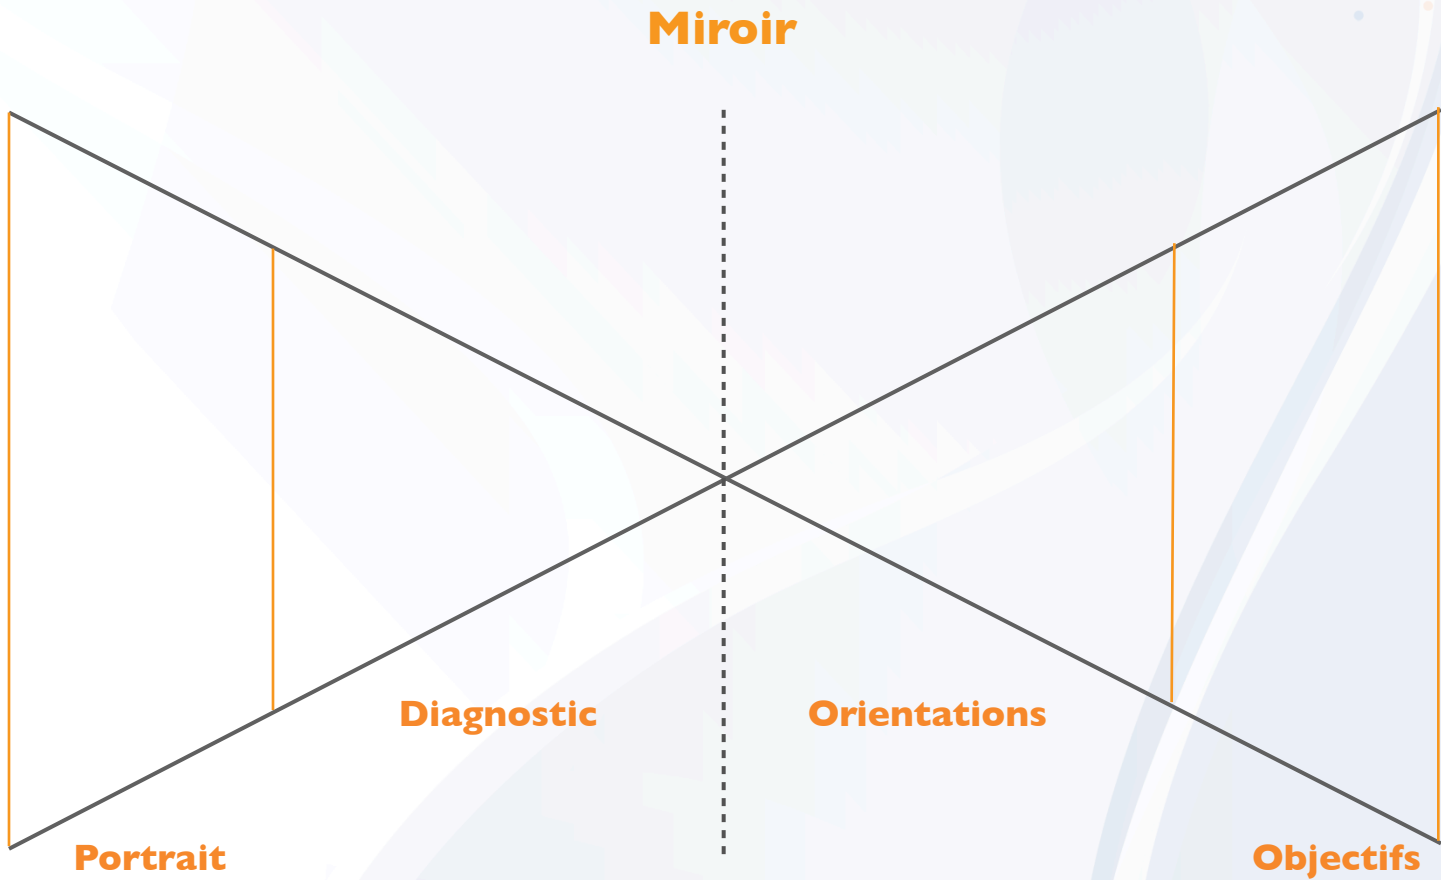 Miroir
Diagnostic
Orientations
Portrait
Objectifs